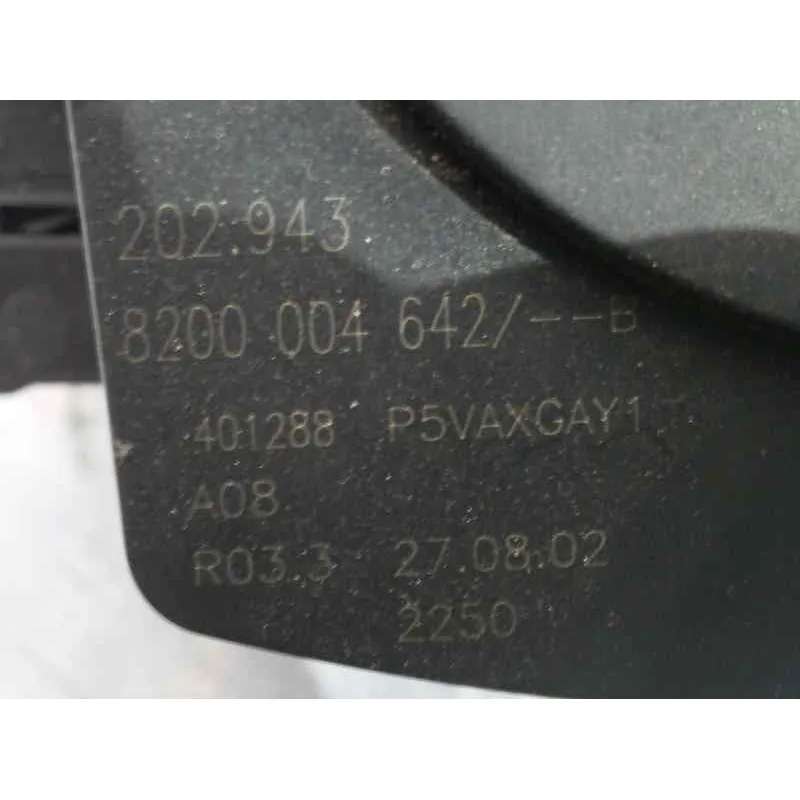 202.943
8200 004 642/---B
401288 P5VAXGAY1
A08
R03.3 27.08.02
2250